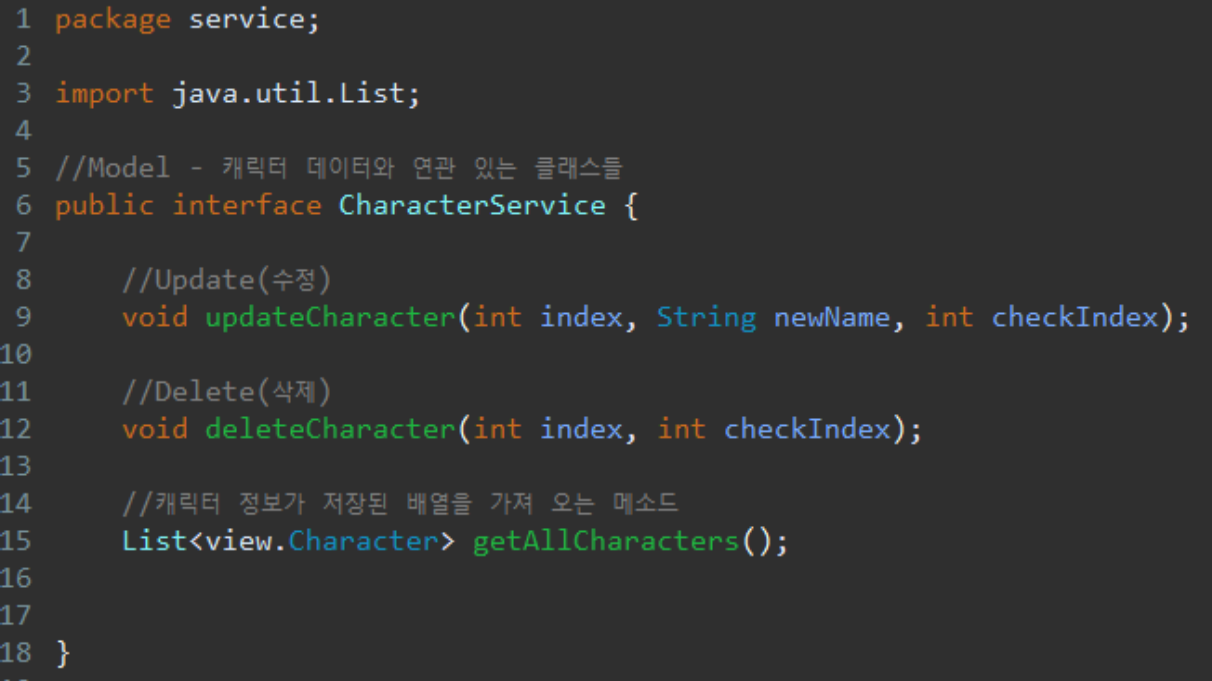 1 package service;
2
3 import java.util.List;
4
5 //Model - 캐릭터 데이터와 연관 있는 클래스들
6 public interface CharacterService {
7
8 //Update(수정)
9 void updateCharacter(int index, String newName, int checkIndex);
10
11 //Delete(삭제)
12 void deleteCharacter(int index, int checkIndex);
13
14 //캐릭터 정보가 저장된 배열을 가져 오는 메소드
15 List<view.Character> getAllCharacters();
16
17
18 }